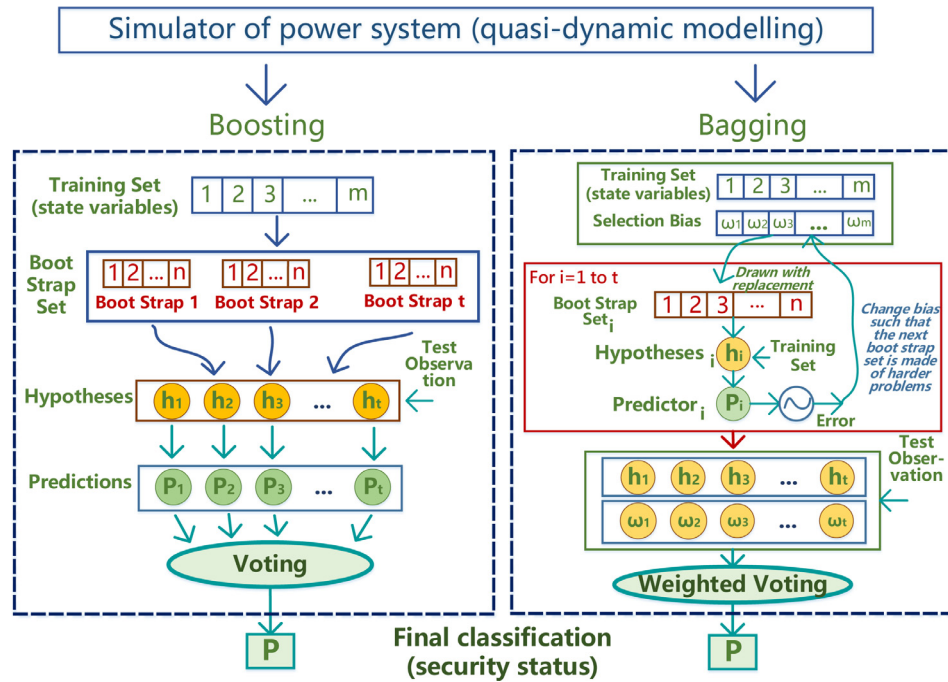 Simulator of power system (quasi-dynamic modelling)
Boosting
Training Set
(state variables)
1 2 3 ... m
Boot
Strap
Set
1 2 ... n
Boot Strap 1
1 2 ... n
Boot Strap 2
1 2 ... n
Boot Strap t
Test
Observa
tion
Hypotheses
h1 h2 h3 ... ht
Predictions
P1 P2 P3 ... Pt
Voting
P
Bagging
Training Set
(state variables)
1 2 3 ... m
Selection Bias
ω1 ω2 ω3 ... ωm
For i=1 to t
Drawn with
replacement
Boot Strap
Set i
1 2 3 ... n
Change bias
such that
the next
boot strap
set is made
of harder
problems
Hypotheses i
hi
Training
Set
Predictor i
Pi
Error
Test
Obser-
vation
h1 h2 h3 ... ht
ω1 ω2 ω3 ... ωt
Weighted Voting
P
Final classification
(security status)